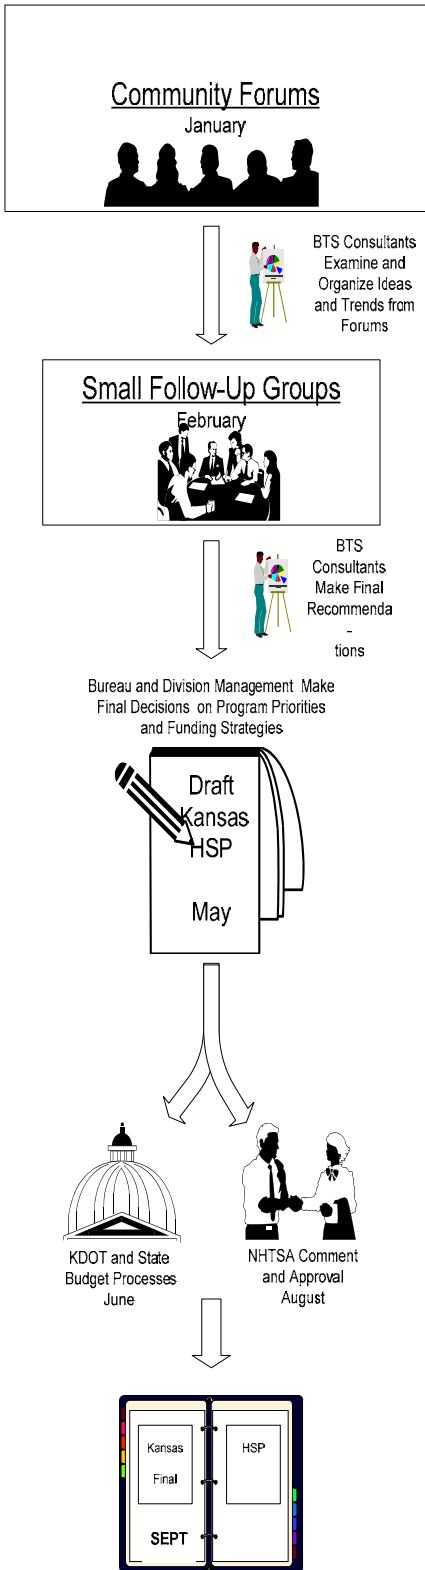 Community Forums
January
BTS Consultants
Examine and
Organize Ideas
and Trends from
Forums
Small Follow-Up Groups
February
BTS
Consultants
Make Final
Recommenda
-
tions
Bureau and Division Management Make
Final Decisions on Program Priorities
and Funding Strategies
Draft
Kansas
HSP
May
KDOT and State
Budget Processes
June
NHTSA Comment
and Approval
August
Kansas
Final
SEPT
HSP